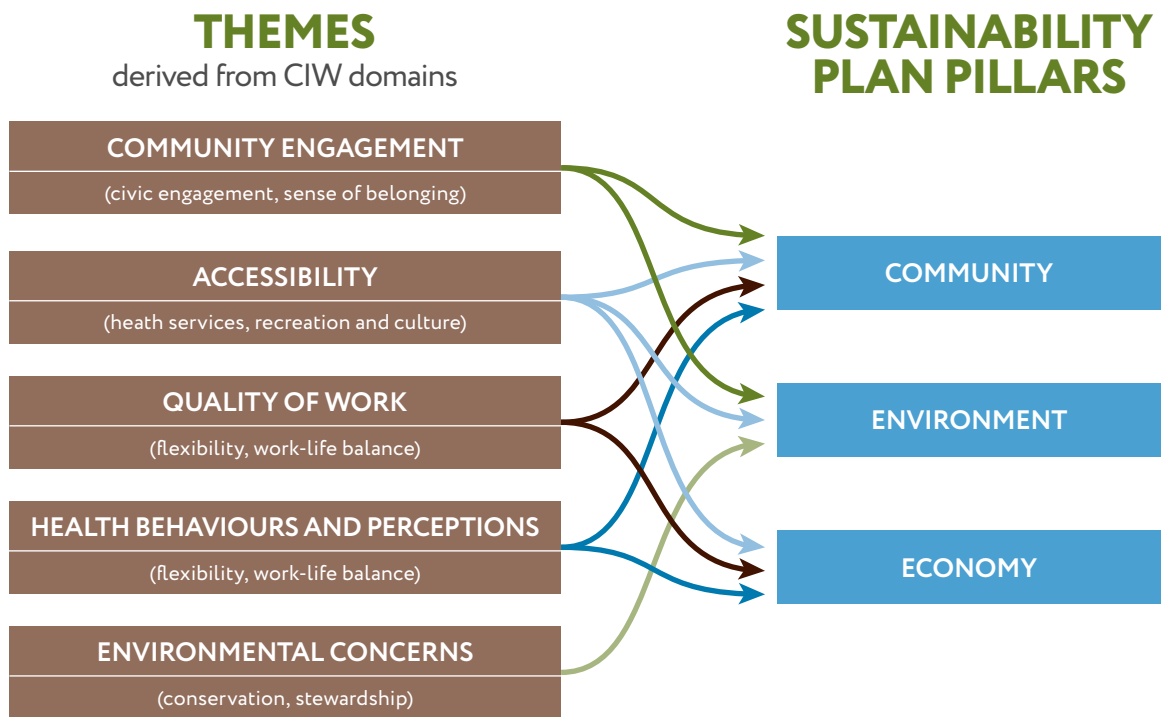 THEMES
derived from CIW domains
COMMUNITY ENGAGEMENT
(civic engagement, sense of belonging)
ACCESSIBILITY
(heath services, recreation and culture)
QUALITY OF WORK
(flexibility, work-life balance)
HEALTH BEHAVIOURS AND PERCEPTIONS
(flexibility, work-life balance)
ENVIRONMENTAL CONCERNS
(conservation, stewardship)
SUSTAINABILITY
PLAN PILLARS
COMMUNITY
ENVIRONMENT
ECONOMY